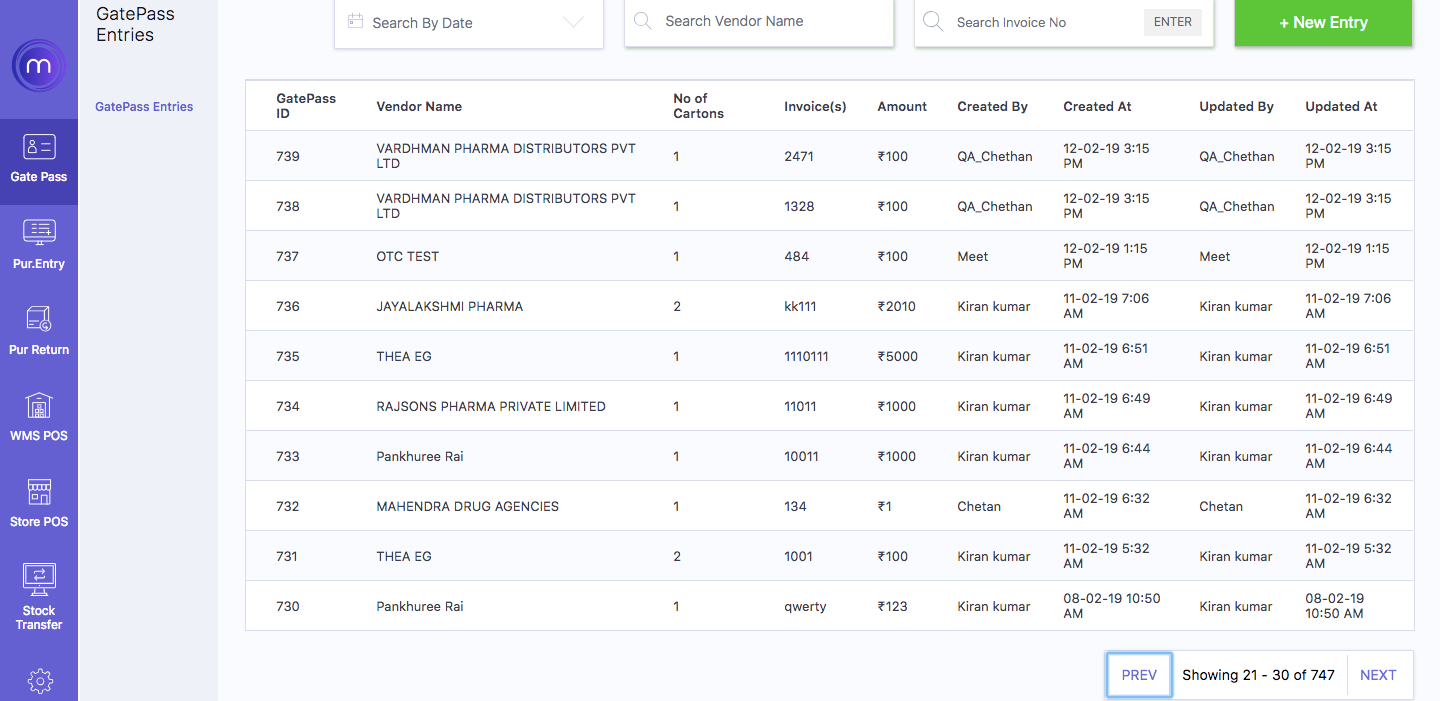 GatePass
Entries
Search By Date
Search Vendor Name
Search Invoice No
ENTER
+ New Entry
m
GatePass Entries
Gate Pass
Pur.Entry
Pur Return
WMS POS
Store POS
Stock
Transfer
GatePass
ID
Vendor Name
No of
Cartons
Invoice(s)
Amount
Created By
Created At
Updated By
Updated At
739
VARDHMAN PHARMA DISTRIBUTORS PVT
LTD
1
2471
₹100
QA_Chethan
12-02-19 3:15
PM
QA_Chethan
12-02-19 3:15
PM
738
VARDHMAN PHARMA DISTRIBUTORS PVT
LTD
1
1328
₹100
QA_Chethan
12-02-19 3:15
PM
QA_Chethan
12-02-19 3:15
PM
737
OTC TEST
1
484
₹100
Meet
12-02-19 1:15
PM
Meet
12-02-19 1:15
PM
736
JAYALAKSHMI PHARMA
2
kk111
₹2010
Kiran kumar
11-02-19 7:06
AM
Kiran kumar
11-02-19 7:06
AM
735
THEA EG
1
1110111
₹5000
Kiran kumar
11-02-19 6:51
AM
Kiran kumar
11-02-19 6:51
AM
734
RAJSONS PHARMA PRIVATE LIMITED
1
11011
₹1000
Kiran kumar
11-02-19 6:49
AM
Kiran kumar
11-02-19 6:49
AM
733
Pankhuree Rai
1
10011
₹1000
Kiran kumar
11-02-19 6:44
AM
Kiran kumar
11-02-19 6:44
AM
732
MAHENDRA DRUG AGENCIES
1
134
₹1
Chetan
11-02-19 6:32
AM
Chetan
11-02-19 6:32
AM
731
THEA EG
2
1001
₹100
Kiran kumar
11-02-19 5:32
AM
Kiran kumar
11-02-19 5:32
AM
730
Pankhuree Rai
1
qwerty
₹123
Kiran kumar
08-02-19 10:50
AM
Kiran kumar
08-02-19
10:50 AM
PREV
Showing 21 - 30 of 747
NEXT